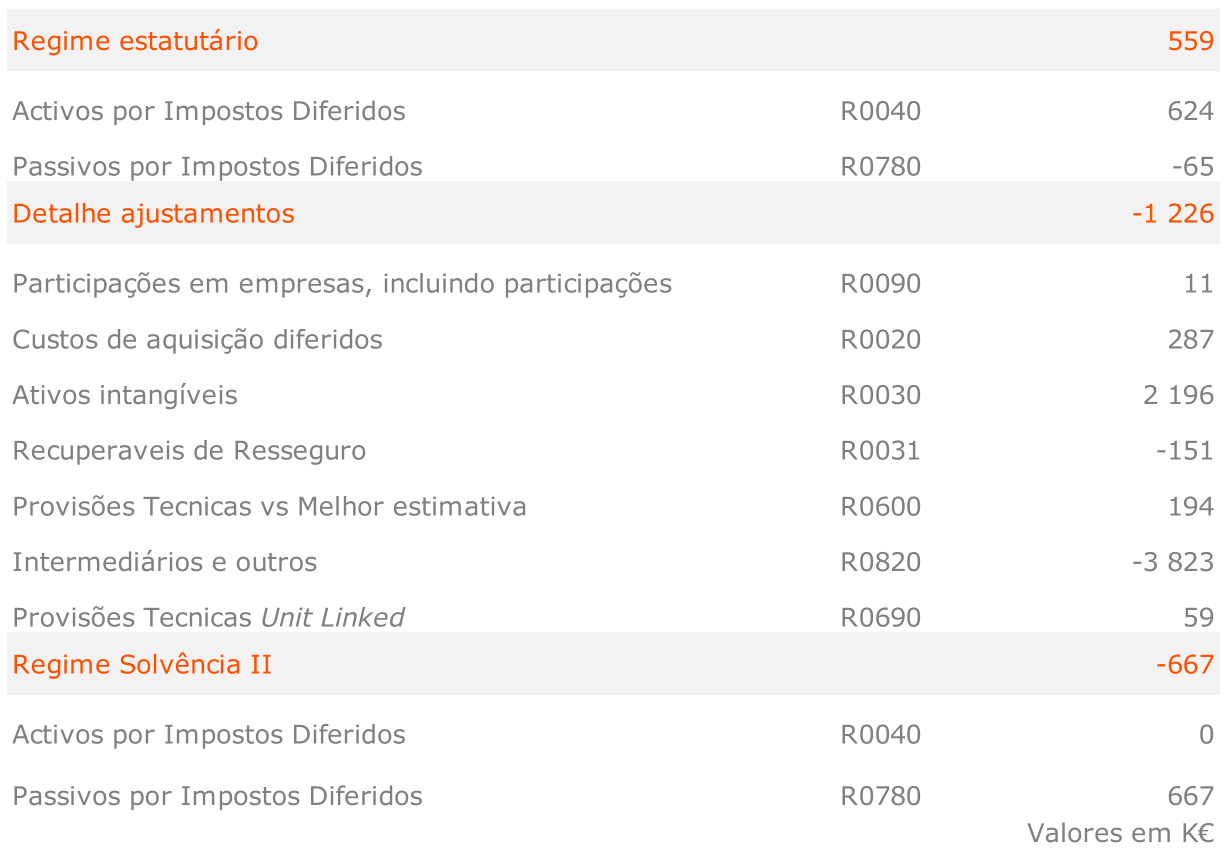 Regime estatutário 559
Activos por Impostos Diferidos R0040 624
Passivos por Impostos Diferidos R0780 -65
Detalhe ajustamentos -1 226
Participações em empresas, incluindo participações R0090 11
Custos de aquisição diferidos R0020 287
Ativos intangíveis R0030 2 196
Recuperaveis de Resseguro R0031 -151
Provisões Tecnicas vs Melhor estimativa R0600 194
Intermediários e outros R0820 -3 823
Provisões Tecnicas Unit Linked R0690 59
Regime Solvência II -667
Activos por Impostos Diferidos R0040 0
Passivos por Impostos Diferidos R0780 667
Valores em K€